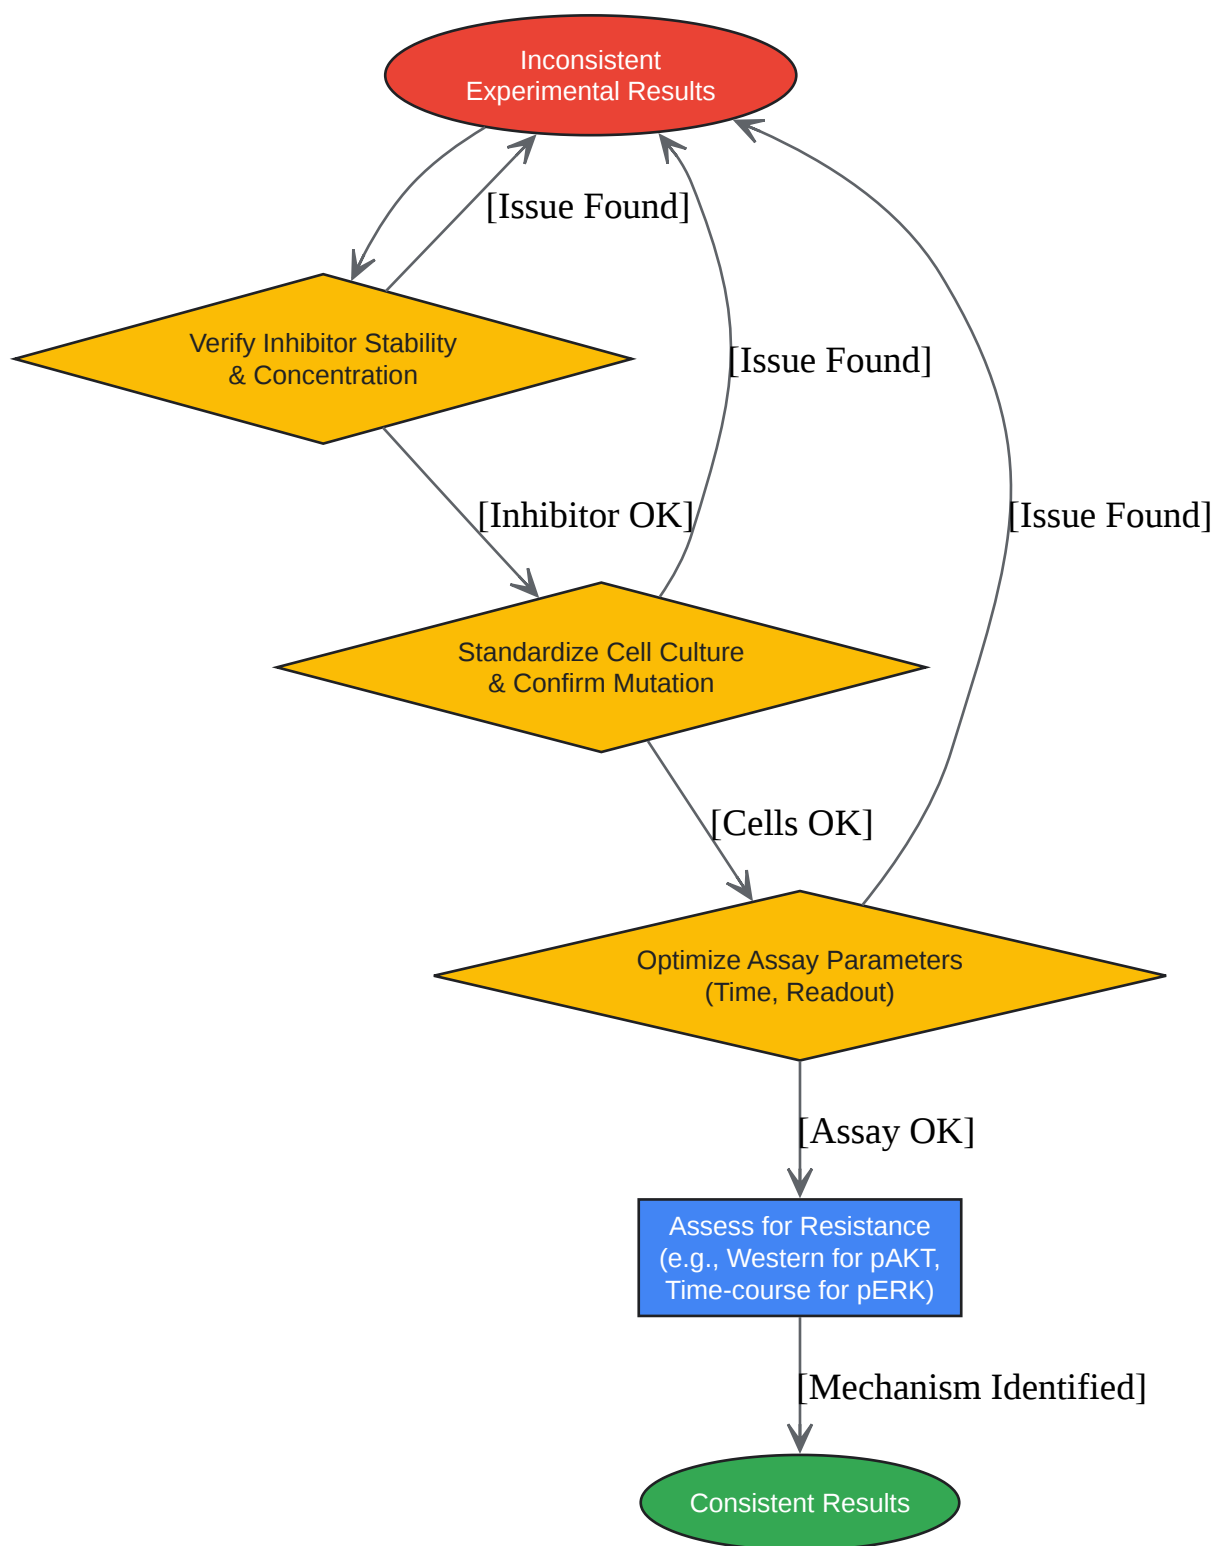 Inconsistent
Experimental Results
[Issue Found]
Verify Inhibitor Stability
& Concentration
[Issue Found]
[Inhibitor OK]
[Issue Found]
Standardize Cell Culture
& Confirm Mutation
[Cells OK]
Optimize Assay Parameters
(Time, Readout)
[Assay OK]
Assess for Resistance
(e.g., Western for pAKT,
Time-course for pERK)
[Mechanism Identified]
Consistent Results